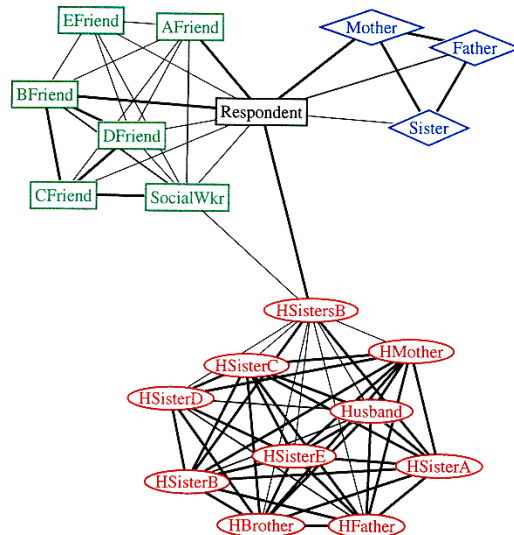 EFriend
AFriend
Mother
Father
BFriend
Respondent
DFriend
Sister
CFriend
SocialWkr
HSistersB
HMother
HSisterC
HSisterD
Husband
HSisterE
HSisterA
HSisterB
HBrother
HFather